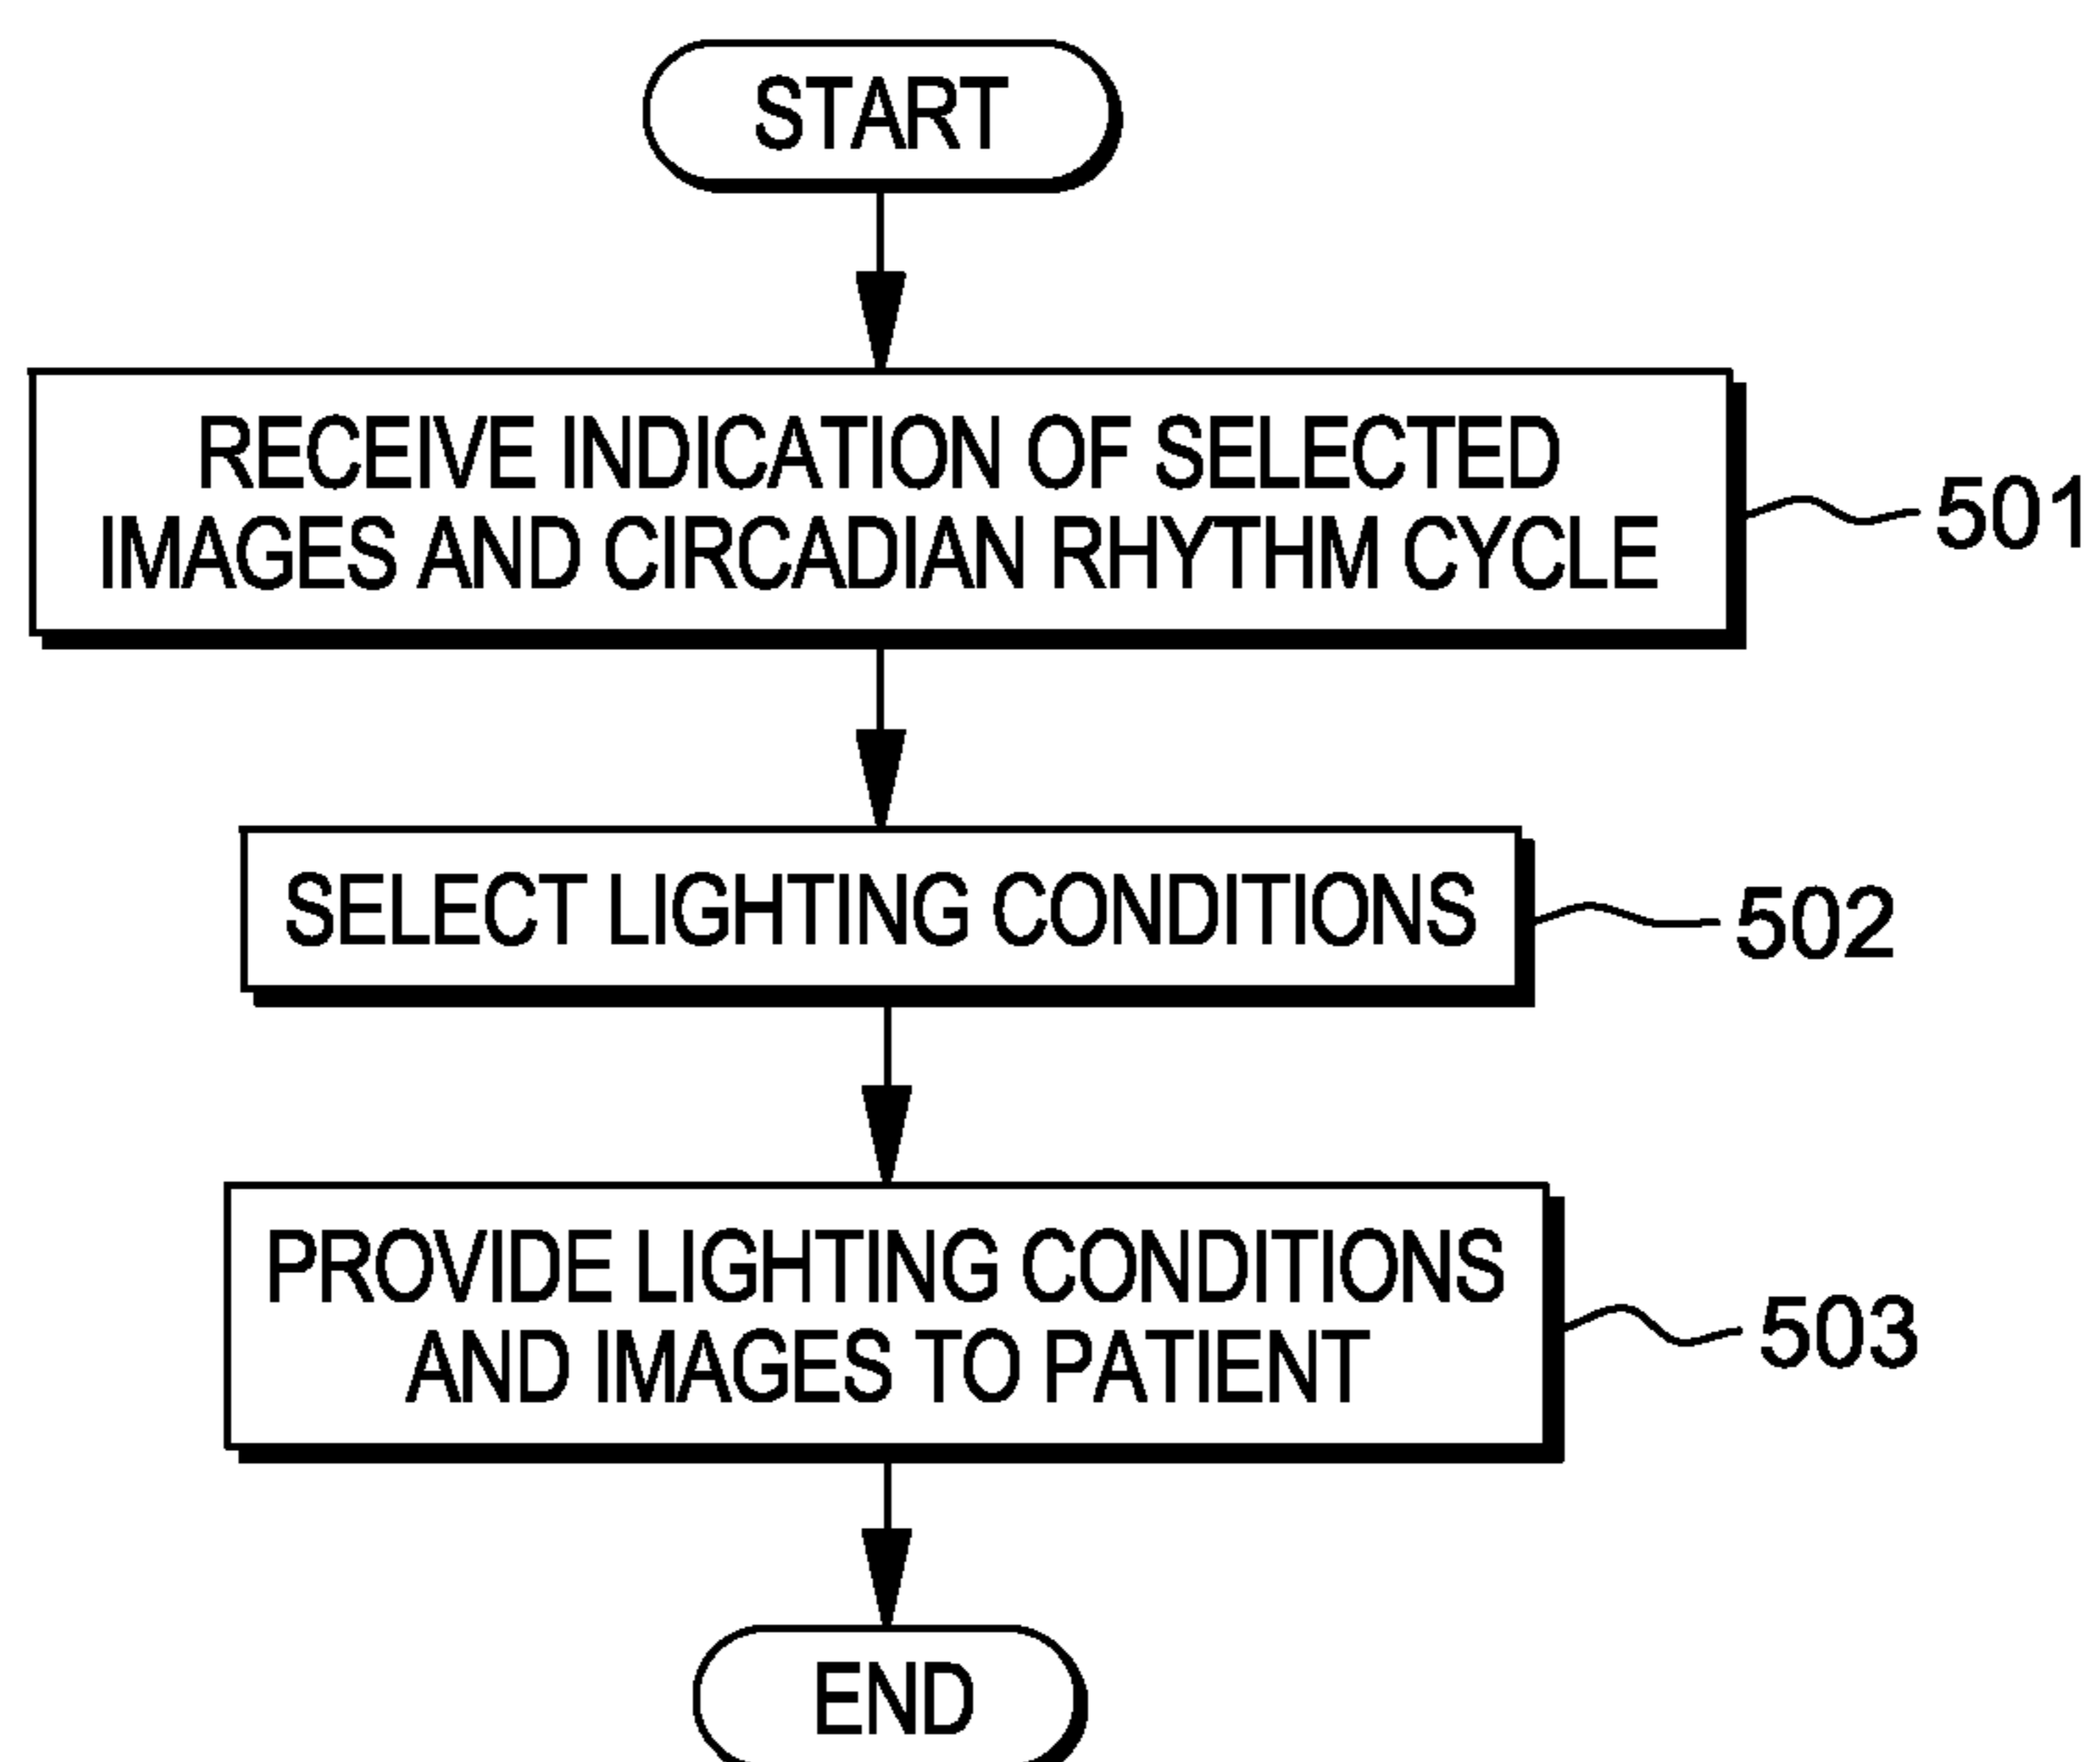 START
RECEIVE INDICATION OF SELECTED
IMAGES AND CIRCADIAN RHYTHM CYCLE
501
SELECT LIGHTING CONDITIONS
502
PROVIDE LIGHTING CONDITIONS
AND IMAGES TO PATIENT
503
END